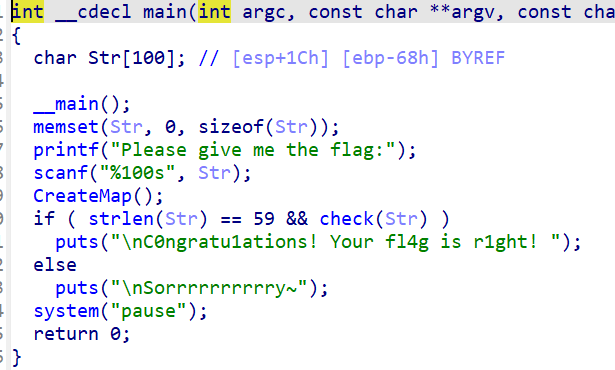 int __cdecl main(int argc, const char **argv, const cha
{
char Str[100]; // [esp+1Ch] [ebp-68h] BYREF
__main();
memset(Str, 0, sizeof(Str));
printf("Please give me the flag:");
scanf("%100s", Str);
CreateMap();
if ( strlen(Str) == 59 && check(Str) )
puts("\nC0ngratu1ations! Your fl4g is r1ght! ");
else
puts("\nSorrrrrrrrrry~");
system("pause");
return 0;
}